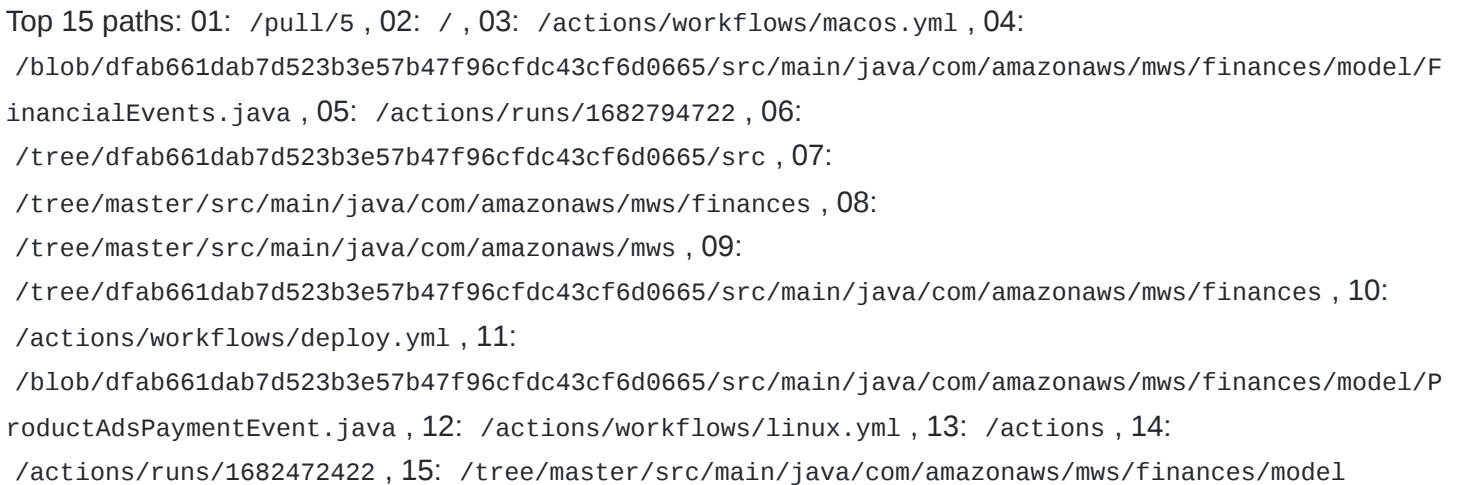 Top 15 paths: 01: /pull/5 , 02: / , 03: /actions/workflows/macos.yml , 04:
/blob/dfab661dab7d523b3e57b47f96cfdc43cf6d0665/src/main/java/com/amazonaws/mws/finances/model/F
inancialEvents.java , 05: /actions/runs/1682794722 , 06:
/tree/dfab661dab7d523b3e57b47f96cfdc43cf6d0665/src , 07:
/tree/master/src/main/java/com/amazonaws/mws/finances , 08:
/tree/master/src/main/java/com/amazonaws/mws , 09:
/tree/dfab661dab7d523b3e57b47f96cfdc43cf6d0665/src/main/java/com/amazonaws/mws/finances , 10:
/actions/workflows/deploy.yml , 11:
/blob/dfab661dab7d523b3e57b47f96cfdc43cf6d0665/src/main/java/com/amazonaws/mws/finances/model/P
roductAdsPaymentEvent.java , 12: /actions/workflows/linux.yml , 13: /actions , 14:
/actions/runs/1682472422 , 15: /tree/master/src/main/java/com/amazonaws/mws/finances/model